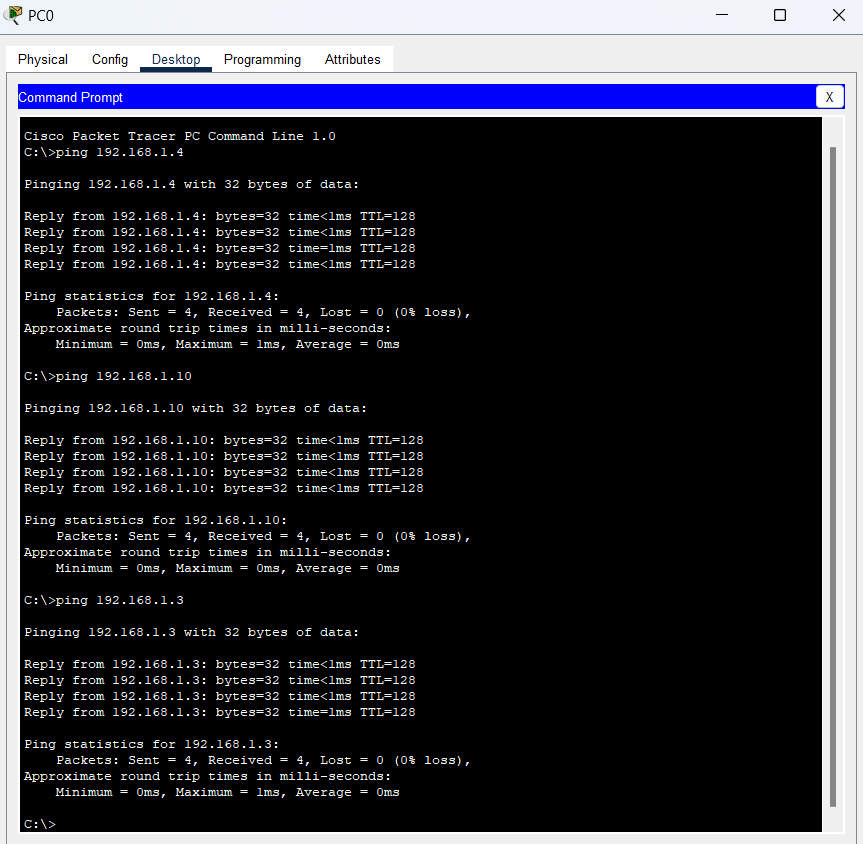 PC0
Physical Config Desktop Programming Attributes
Command Prompt
X
Cisco Packet Tracer PC Command Line 1.0
C:\>ping 192.168.1.4
Pinging 192.168.1.4 with 32 bytes of data:
Reply from 192.168.1.4: bytes=32 time<1ms TTL=128
Reply from 192.168.1.4: bytes=32 time<1ms TTL=128
Reply from 192.168.1.4: bytes=32 time=1ms TTL=128
Reply from 192.168.1.4: bytes=32 time<1ms TTL=128
Ping statistics for 192.168.1.4:
Packets: Sent = 4, Received = 4, Lost = 0 (0% loss),
Approximate round trip times in milli-seconds:
Minimum = 0ms, Maximum = 1ms, Average = 0ms
C:\>ping 192.168.1.10
Pinging 192.168.1.10 with 32 bytes of data:
Reply from 192.168.1.10: bytes=32 time<1ms TTL=128
Reply from 192.168.1.10: bytes=32 time<1ms TTL=128
Reply from 192.168.1.10: bytes=32 time<1ms TTL=128
Reply from 192.168.1.10: bytes=32 time<1ms TTL=128
Ping statistics for 192.168.1.10:
Packets: Sent = 4, Received = 4, Lost = 0 (0% loss),
Approximate round trip times in milli-seconds:
Minimum = 0ms, Maximum = 0ms, Average = 0ms
C:\>ping 192.168.1.3
Pinging 192.168.1.3 with 32 bytes of data:
Reply from 192.168.1.3: bytes=32 time<1ms TTL=128
Reply from 192.168.1.3: bytes=32 time<1ms TTL=128
Reply from 192.168.1.3: bytes=32 time<1ms TTL=128
Reply from 192.168.1.3: bytes=32 time=1ms TTL=128
Ping statistics for 192.168.1.3:
Packets: Sent = 4, Received = 4, Lost = 0 (0% loss),
Approximate round trip times in milli-seconds:
Minimum = 0ms, Maximum = 1ms, Average = 0ms
C:\>